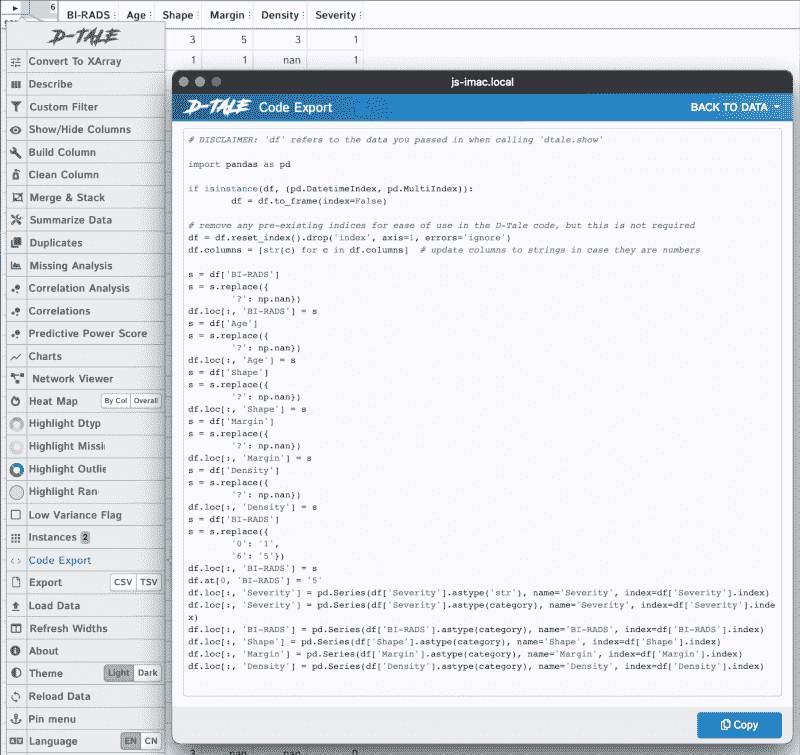 6
BI-RADS Age Shape Margin Density Severity
3 5 3 1
1 1 nan 1
D-TALE
Convert To XArray
Describe
Custom Filter
Show/Hide Columns
Build Column
Clean Column
Merge & Stack
Summarize Data
Duplicates
Missing Analysis
Correlation Analysis
Correlations
Predictive Power Score
Charts
Network Viewer
Heat Map By Col Overall
Highlight Dtyp
Highlight Missi
Highlight Outlie
Highlight Ran
Low Variance Flag
Instances 2
Code Export
Export CSV TSV
Load Data
Refresh Widths
About
Theme Light Dark
Reload Data
Pin menu
Language EN CN
js-imac.local
D-TALE Code Export BACK TO DATA
# DISCLAIMER: 'df' refers to the data you passed in when calling 'dtale.show'
import pandas as pd
if isinstance(df, (pd.DatetimeIndex, pd.MultiIndex)):
df = df.to_frame(index=False)
# remove any pre-existing indices for ease of use in the D-Tale code, but this is not required
df = df.reset_index().drop('index', axis=1, errors='ignore')
df.columns = [str(c) for c in df.columns]  # update columns to strings in case they are numbers
s = df['BI-RADS']
s = s.replace({
'?': np.nan})
df.loc[:, 'BI-RADS'] = s
s = df['Age']
s = s.replace({
'?': np.nan})
df.loc[:, 'Age'] = s
s = df['Shape']
s = s.replace({
'?': np.nan})
df.loc[:, 'Shape'] = s
s = df['Margin']
s = s.replace({
'?': np.nan})
df.loc[:, 'Margin'] = s
s = df['Density']
s = s.replace({
'?': np.nan})
df.loc[:, 'Density'] = s
s = df['BI-RADS']
s = s.replace({
'0': '1',
'6': '5'})
df.loc[:, 'BI-RADS'] = s
df.at[0, 'BI-RADS'] = '5'
df.loc[:, 'Severity'] = pd.Series(df['Severity'].astype('str'), name='Severity', index=df['Severity'].index)
df.loc[:, 'Severity'] = pd.Series(df['Severity'].astype(category), name='Severity', index=df['Severity'].inde
x)
df.loc[:, 'BI-RADS'] = pd.Series(df['BI-RADS'].astype(category), name='BI-RADS', index=df['BI-RADS'].index)
df.loc[:, 'Shape'] = pd.Series(df['Shape'].astype(category), name='Shape', index=df['Shape'].index)
df.loc[:, 'Margin'] = pd.Series(df['Margin'].astype(category), name='Margin', index=df['Margin'].index)
df.loc[:, 'Density'] = pd.Series(df['Density'].astype(category), name='Density', index=df['Density'].index)
Copy
3 nan nan 0